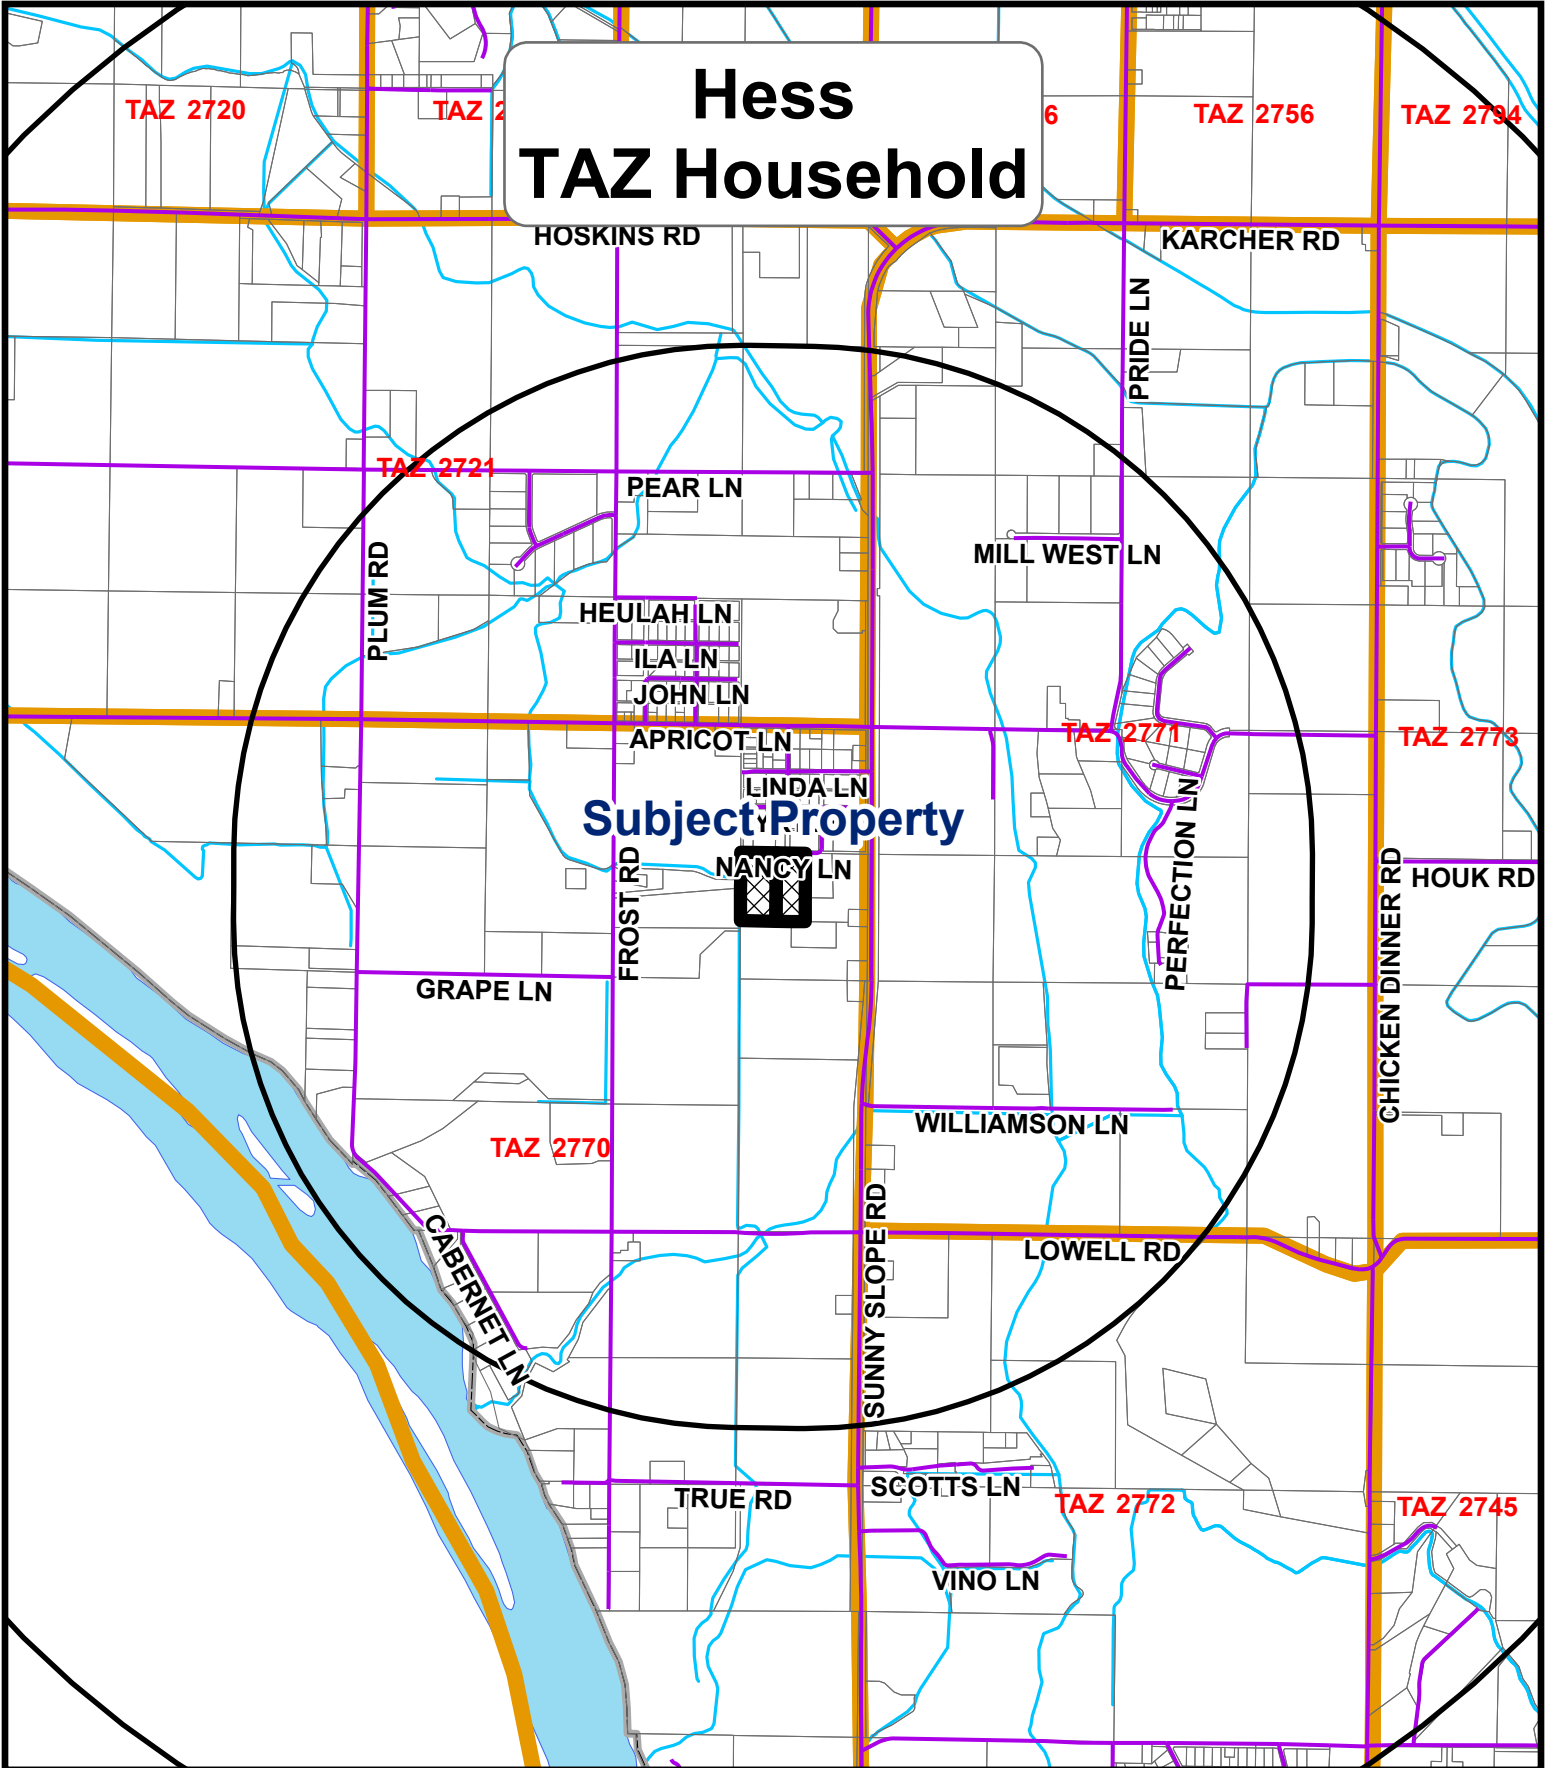 Hess
TAZ Household
TAZ 2720
TAZ 2
6
TAZ 2756
TAZ 2794
HOSKINS RD
KARCHER RD
PRIDE LN
TAZ 2721
PEAR LN
MILL WEST LN
PLUM RD
HEULAH LN
ILA LN
JOHN LN
APRICOT LN
TAZ 2771
TAZ 2773
LINDA LN
Subject Property
NANCY LN
FROST RD
PERFECTION LN
CHICKEN DINNER RD
HOUK RD
GRAPE LN
WILLIAMSON LN
TAZ 2770
SUNNY SLOPE RD
CABERNET LN
LOWELL RD
TRUE RD
SCOTTS LN
TAZ 2772
TAZ 2745
VINO LN